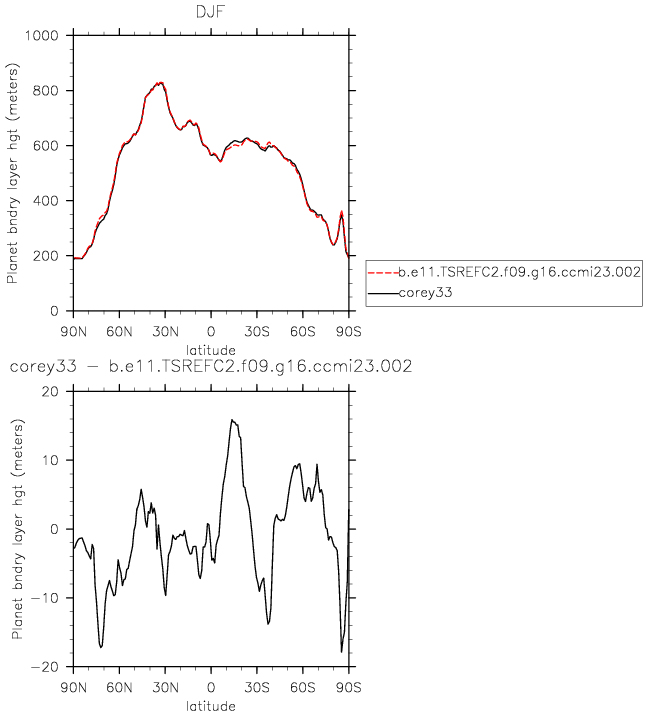 DJF
1000
800
600
400
200
0
Planet bndry layer hgt (meters)
90N 60N 30N 0 30S 60S 90S
latitude
b.e11.TSREFC2.f09.g16.ccmi23.002
corey33
corey33 − b.e11.TSREFC2.f09.g16.ccmi23.002
20
10
0
−10
−20
Planet bndry layer hgt (meters)
90N 60N 30N 0 30S 60S 90S
latitude